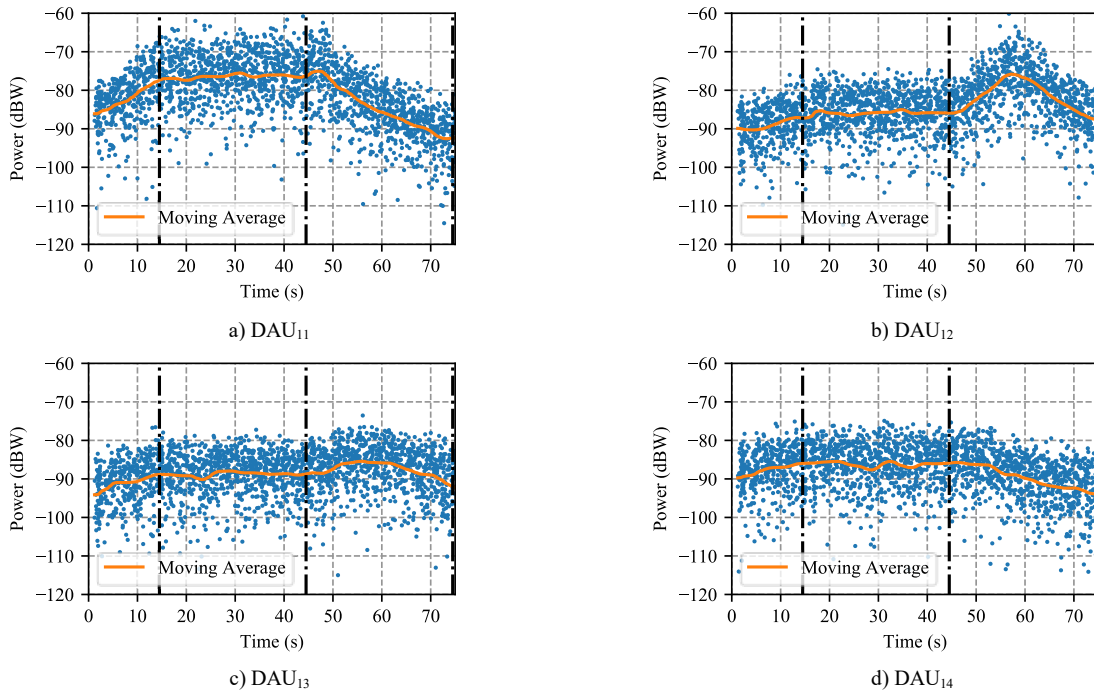 −60
−70
−80
−90
−100
−110
−120
Power (dBW)
Moving Average
0 10 20 30 40 50 60 70
Time (s)
a) DAU₁₁
−60
−70
−80
−90
−100
−110
−120
Power (dBW)
Moving Average
0 10 20 30 40 50 60 70
Time (s)
b) DAU₁₂
−60
−70
−80
−90
−100
−110
−120
Power (dBW)
Moving Average
0 10 20 30 40 50 60 70
Time (s)
c) DAU₁₃
−60
−70
−80
−90
−100
−110
−120
Power (dBW)
Moving Average
0 10 20 30 40 50 60 70
Time (s)
d) DAU₁₄